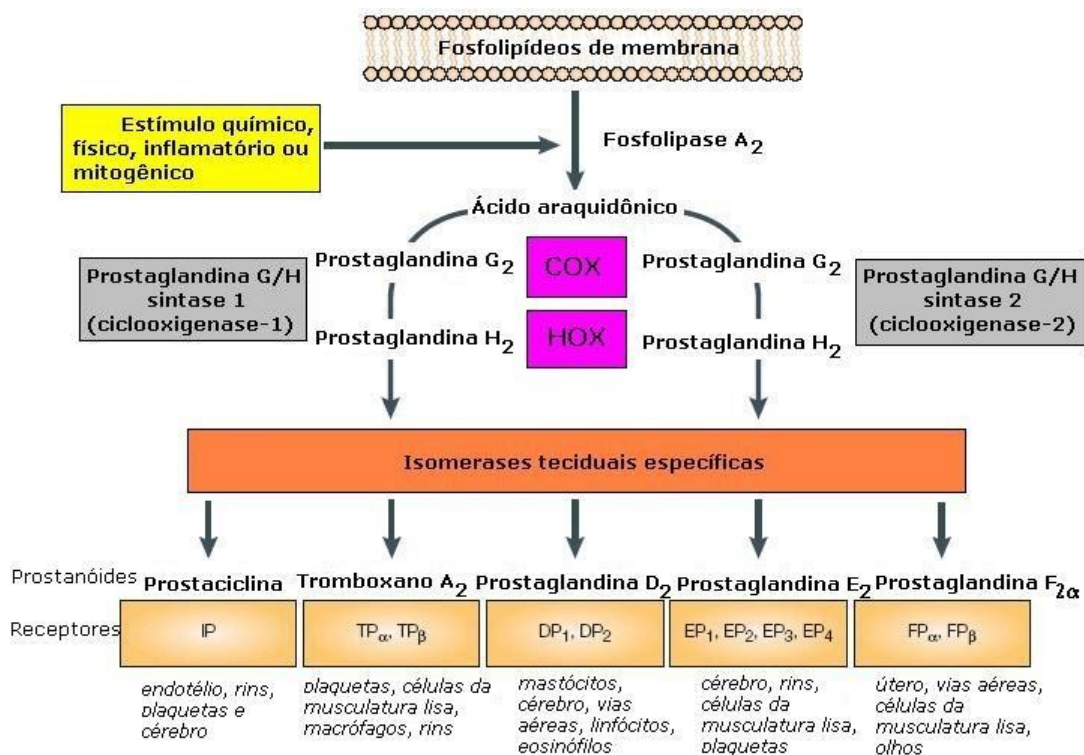 Fosfolipídeos de membrana
Estímulo químico,
físico, inflamatório ou
mitogênico
Fosfolipase A2
Ácido araquidônico
Prostaglandina G/H
sintase 1
(ciclooxigenase-1)
Prostaglandina G2
COX
Prostaglandina G2
Prostaglandina G/H
sintase 2
(ciclooxigenase-2)
Prostaglandina H2
HOX
Prostaglandina H2
Isomerases teciduais específicas
Prostanóides
Prostaciclina
Tromboxano A2
Prostaglandina D2
Prostaglandina E2
Prostaglandina F2α
Receptores
IP
TPα, TPβ
DP1, DP2
EP1, EP2, EP3, EP4
FPα, FPβ
endotélio, rins,
plaquetas e
cérebro
plaquetas, células da
musculatura lisa,
macrófagos, rins
mastócitos,
cérebro, vias
aéreas, linfócitos,
eosinófilos
cérebro, rins,
células da
musculatura lisa,
plaquetas
útero, vias aéreas,
células da
musculatura lisa,
olhos